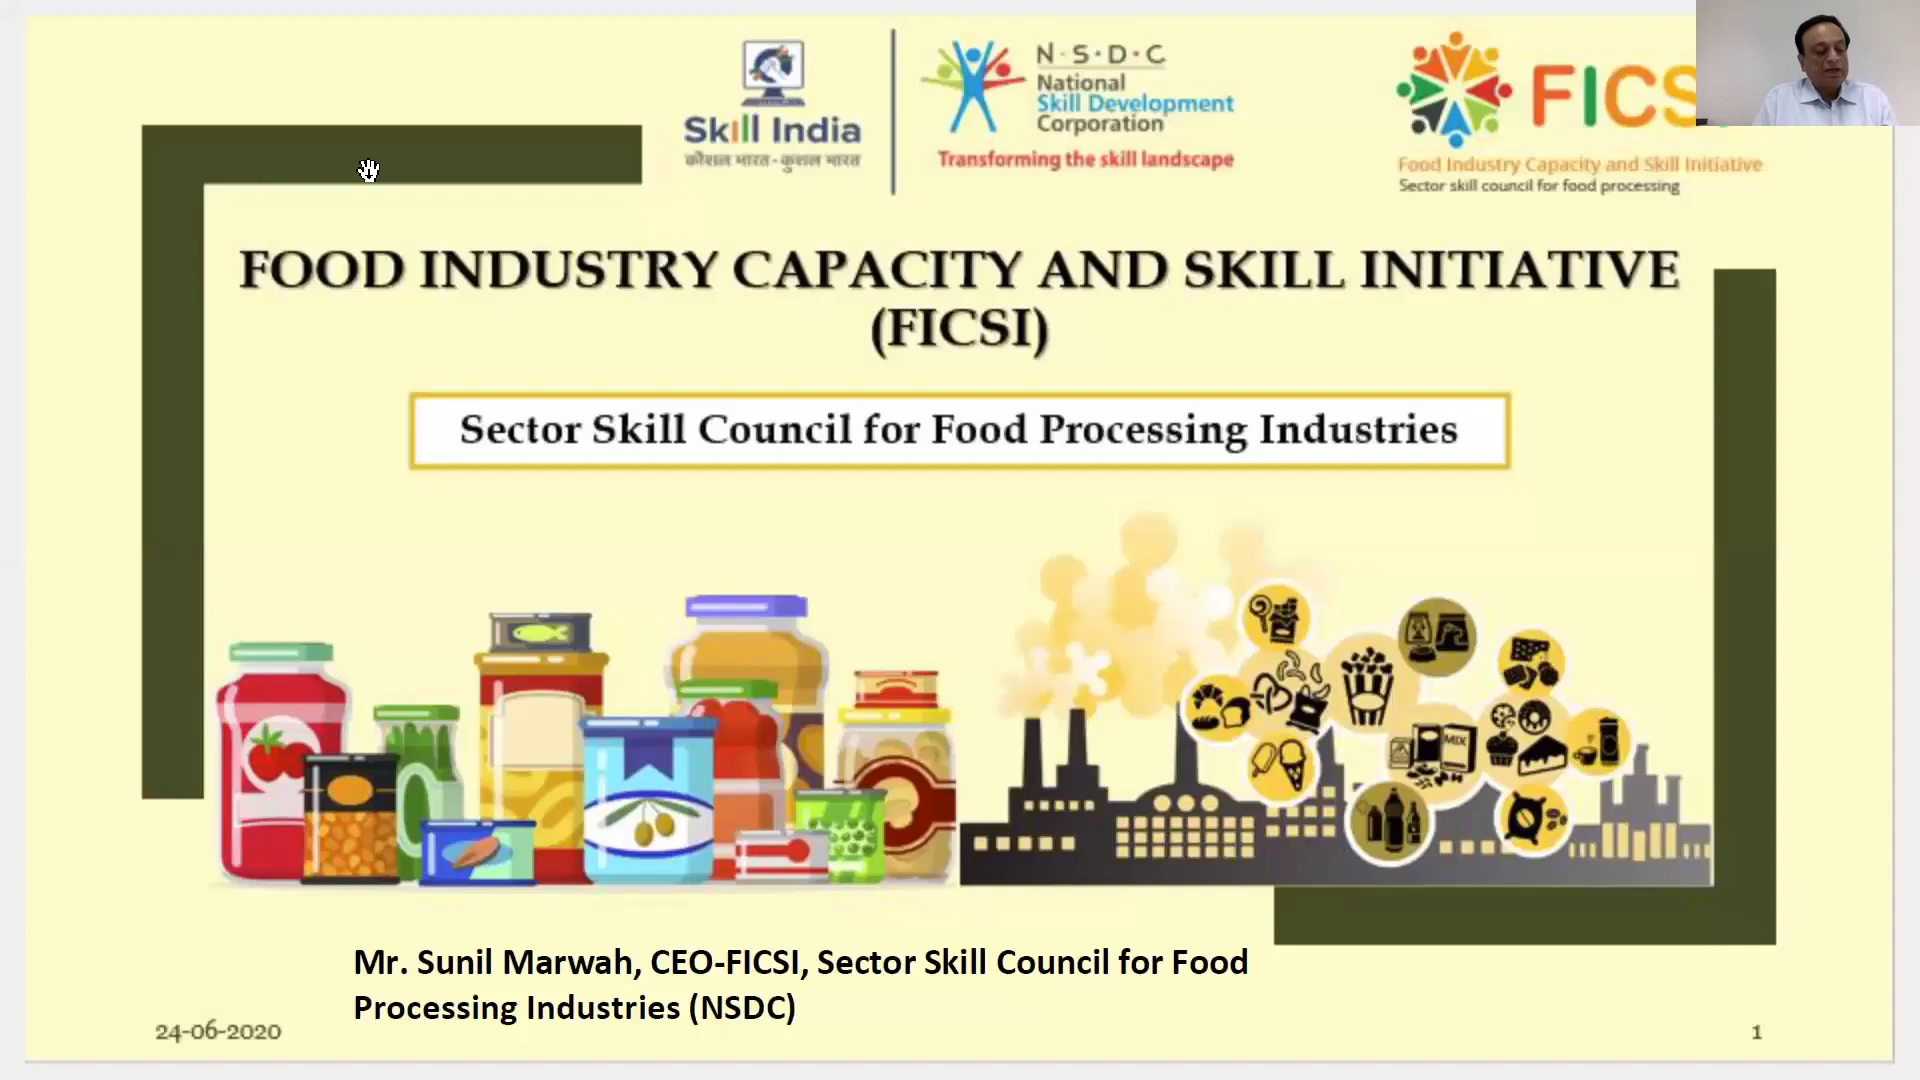 Skill India
कौशल भारत - कुशल भारत
N·S·D·C
National
Skill Development
Corporation
Transforming the skill landscape
FICS
Food Industry Capacity and Skill Initiative
Sector skill council for food processing
FOOD INDUSTRY CAPACITY AND SKILL INITIATIVE
(FICSI)
Sector Skill Council for Food Processing Industries
MIX
Mr. Sunil Marwah, CEO-FICSI, Sector Skill Council for Food
Processing Industries (NSDC)
24-06-2020
1